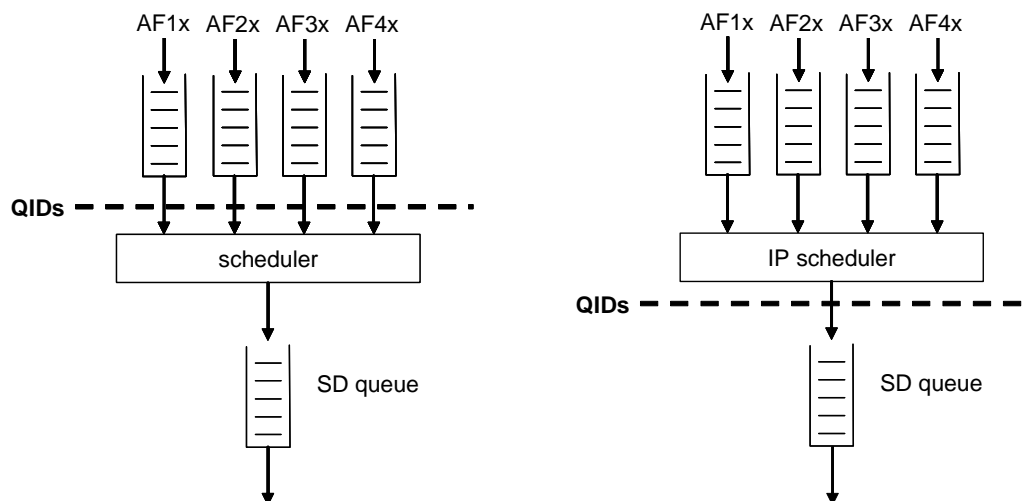 AF1x AF2x AF3x AF4x
QIDs
scheduler
SD queue
AF1x AF2x AF3x AF4x
IP scheduler
QIDs
SD queue